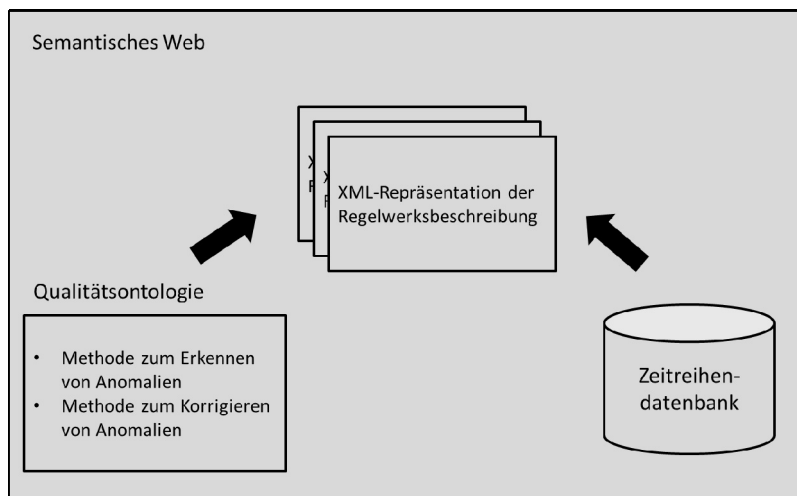 Semantisches Web
XML-Repräsentation der
Regelwerksbeschreibung
Qualitätsontologie
• Methode zum Erkennen
von Anomalien
• Methode zum Korrigieren
von Anomalien
Zeitreihen-
datenbank